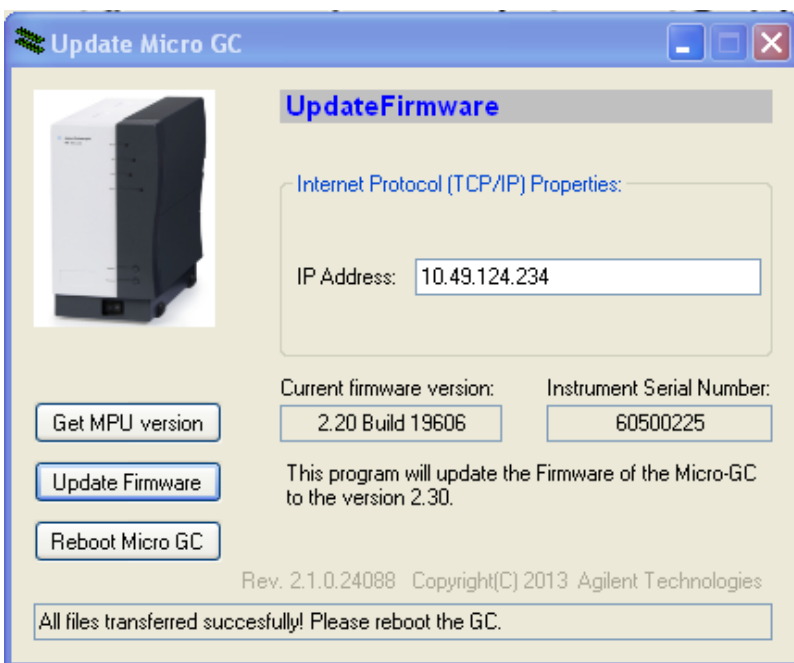 Update Micro GC
UpdateFirmware
Internet Protocol (TCP/IP) Properties:
IP Address: 10.49.124.234
Current firmware version: Instrument Serial Number:
Get MPU version 2.20 Build 19606 60500225
Update Firmware This program will update the Firmware of the Micro-GC
to the version 2.30.
Reboot Micro GC
Rev. 2.1.0.24088 Copyright(C) 2013 Agilent Technologies
All files transferred succesfully! Please reboot the GC.